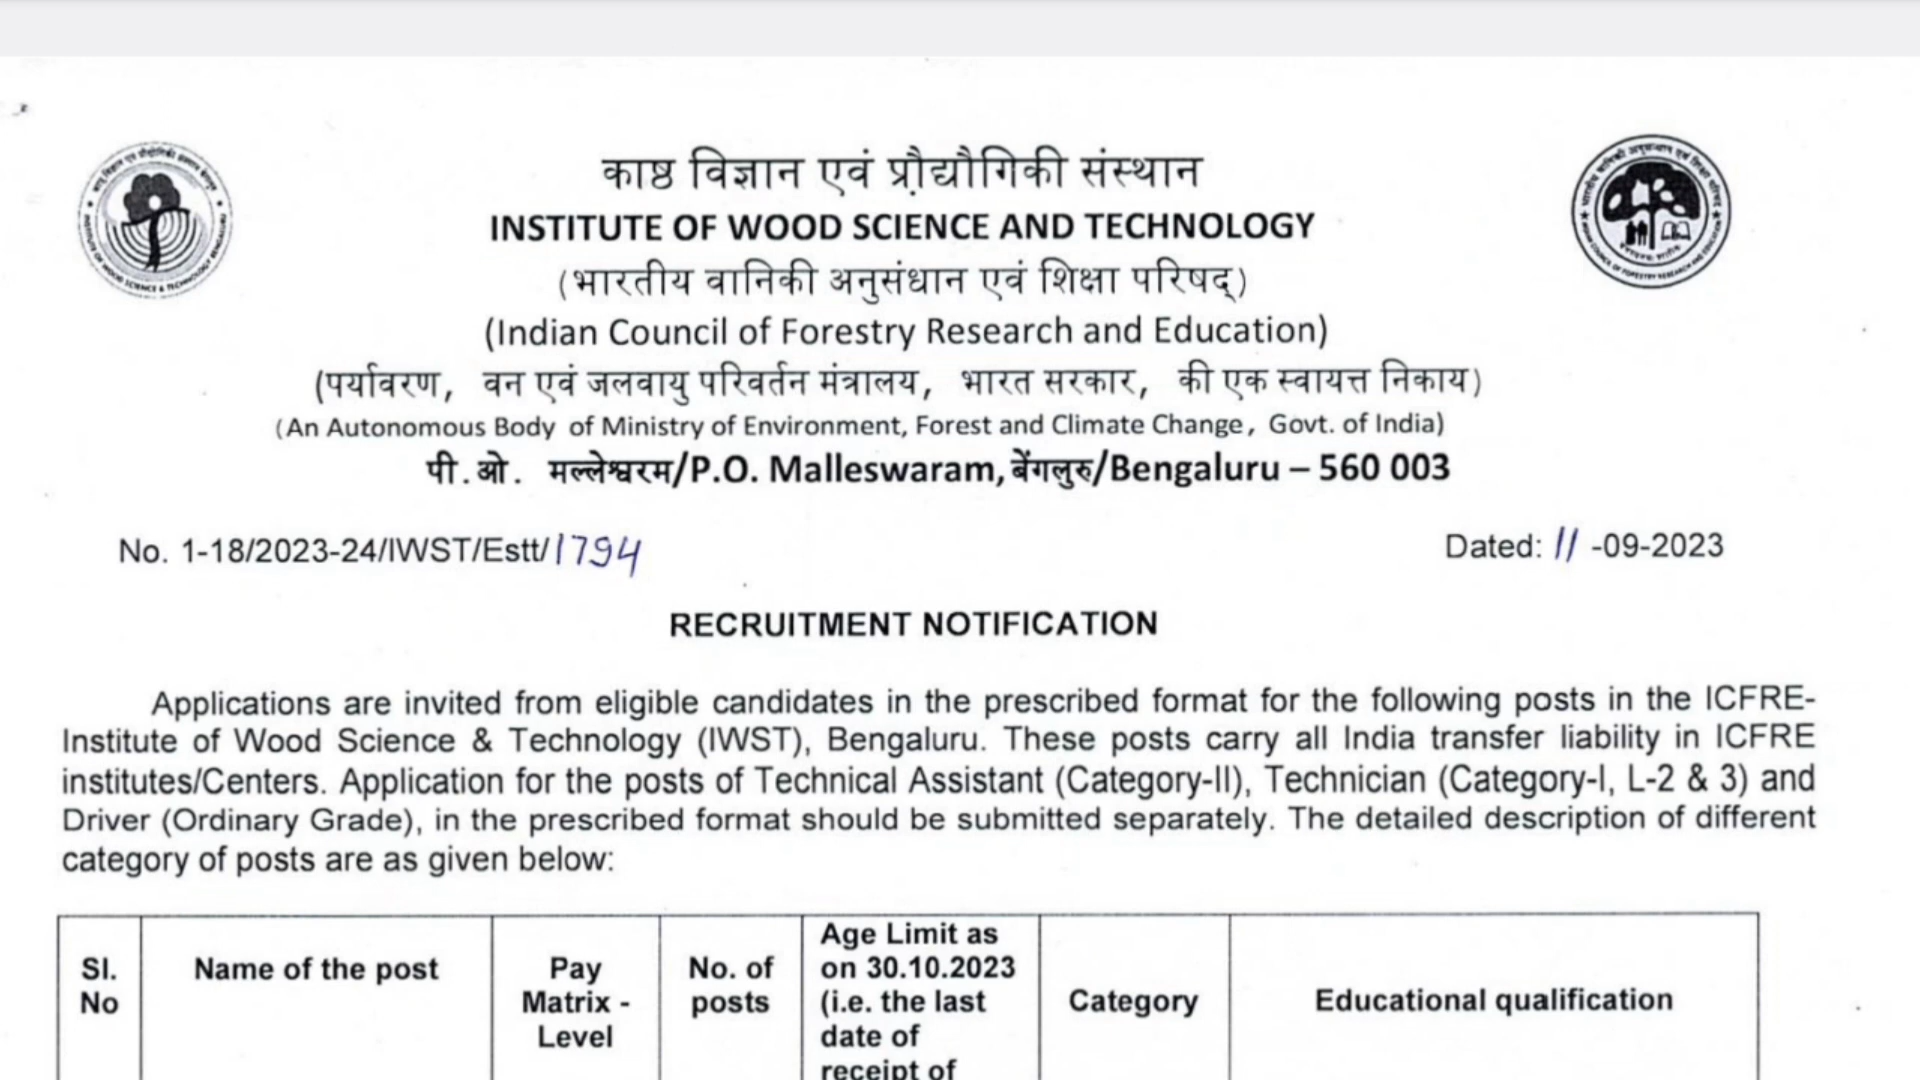 काष्ठ विज्ञान एवं प्रौद्यौगिकी संस्थान
INSTITUTE OF WOOD SCIENCE AND TECHNOLOGY
(भारतीय वानिकी अनुसंधान एवं शिक्षा परिषद्)
(Indian Council of Forestry Research and Education)
(पर्यावरण, वन एवं जलवायु परिवर्तन मंत्रालय, भारत सरकार, की एक स्वायत्त निकाय)
(An Autonomous Body of Ministry of Environment, Forest and Climate Change, Govt. of India)
पी.ओ. मल्लेश्वरम/P.O. Malleswaram, बेंगलुरु/Bengaluru – 560 003
No. 1-18/2023-24/IWST/Estt/1794 Dated: 11 -09-2023
RECRUITMENT NOTIFICATION
Applications are invited from eligible candidates in the prescribed format for the following posts in the ICFRE-
Institute of Wood Science & Technology (IWST), Bengaluru. These posts carry all India transfer liability in ICFRE
institutes/Centers. Application for the posts of Technical Assistant (Category-II), Technician (Category-I, L-2 & 3) and
Driver (Ordinary Grade), in the prescribed format should be submitted separately. The detailed description of different
category of posts are as given below:
Sl.
No
Name of the post
Pay
Matrix -
Level
No. of
posts
Age Limit as
on 30.10.2023
(i.e. the last
date of
receipt of
Category
Educational qualification